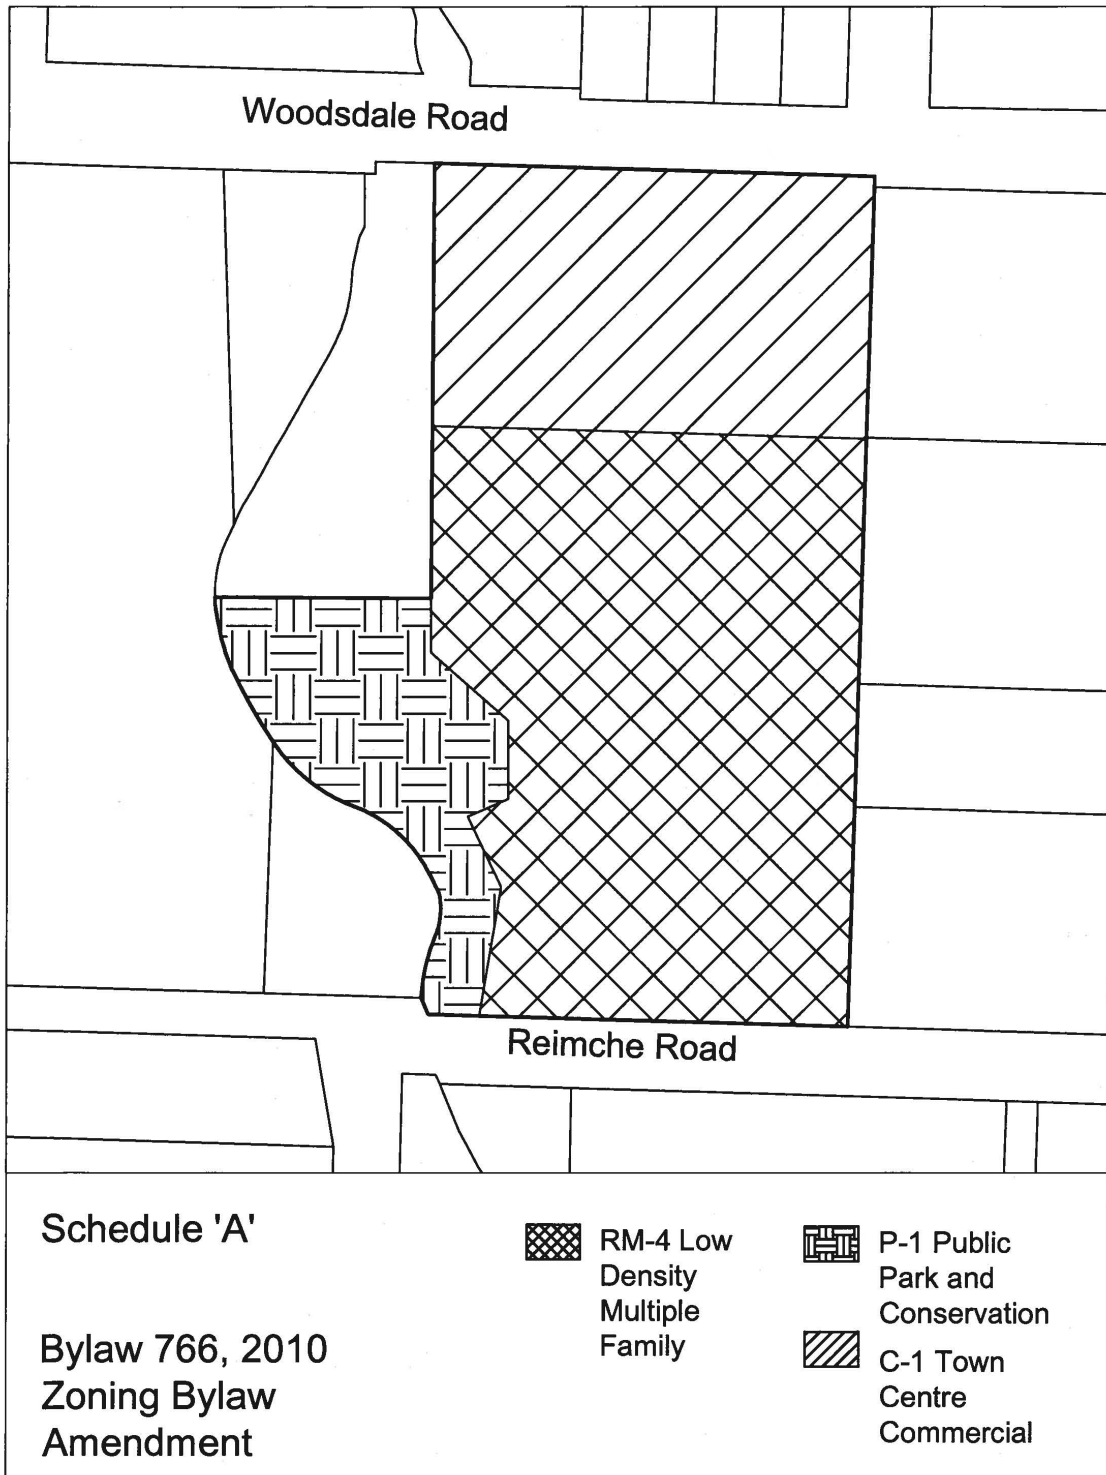 Woodsdale Road
Reimche Road
Schedule 'A'
Bylaw 766, 2010
Zoning Bylaw
Amendment
RM-4 Low
Density
Multiple
Family
P-1 Public
Park and
Conservation
C-1 Town
Centre
Commercial